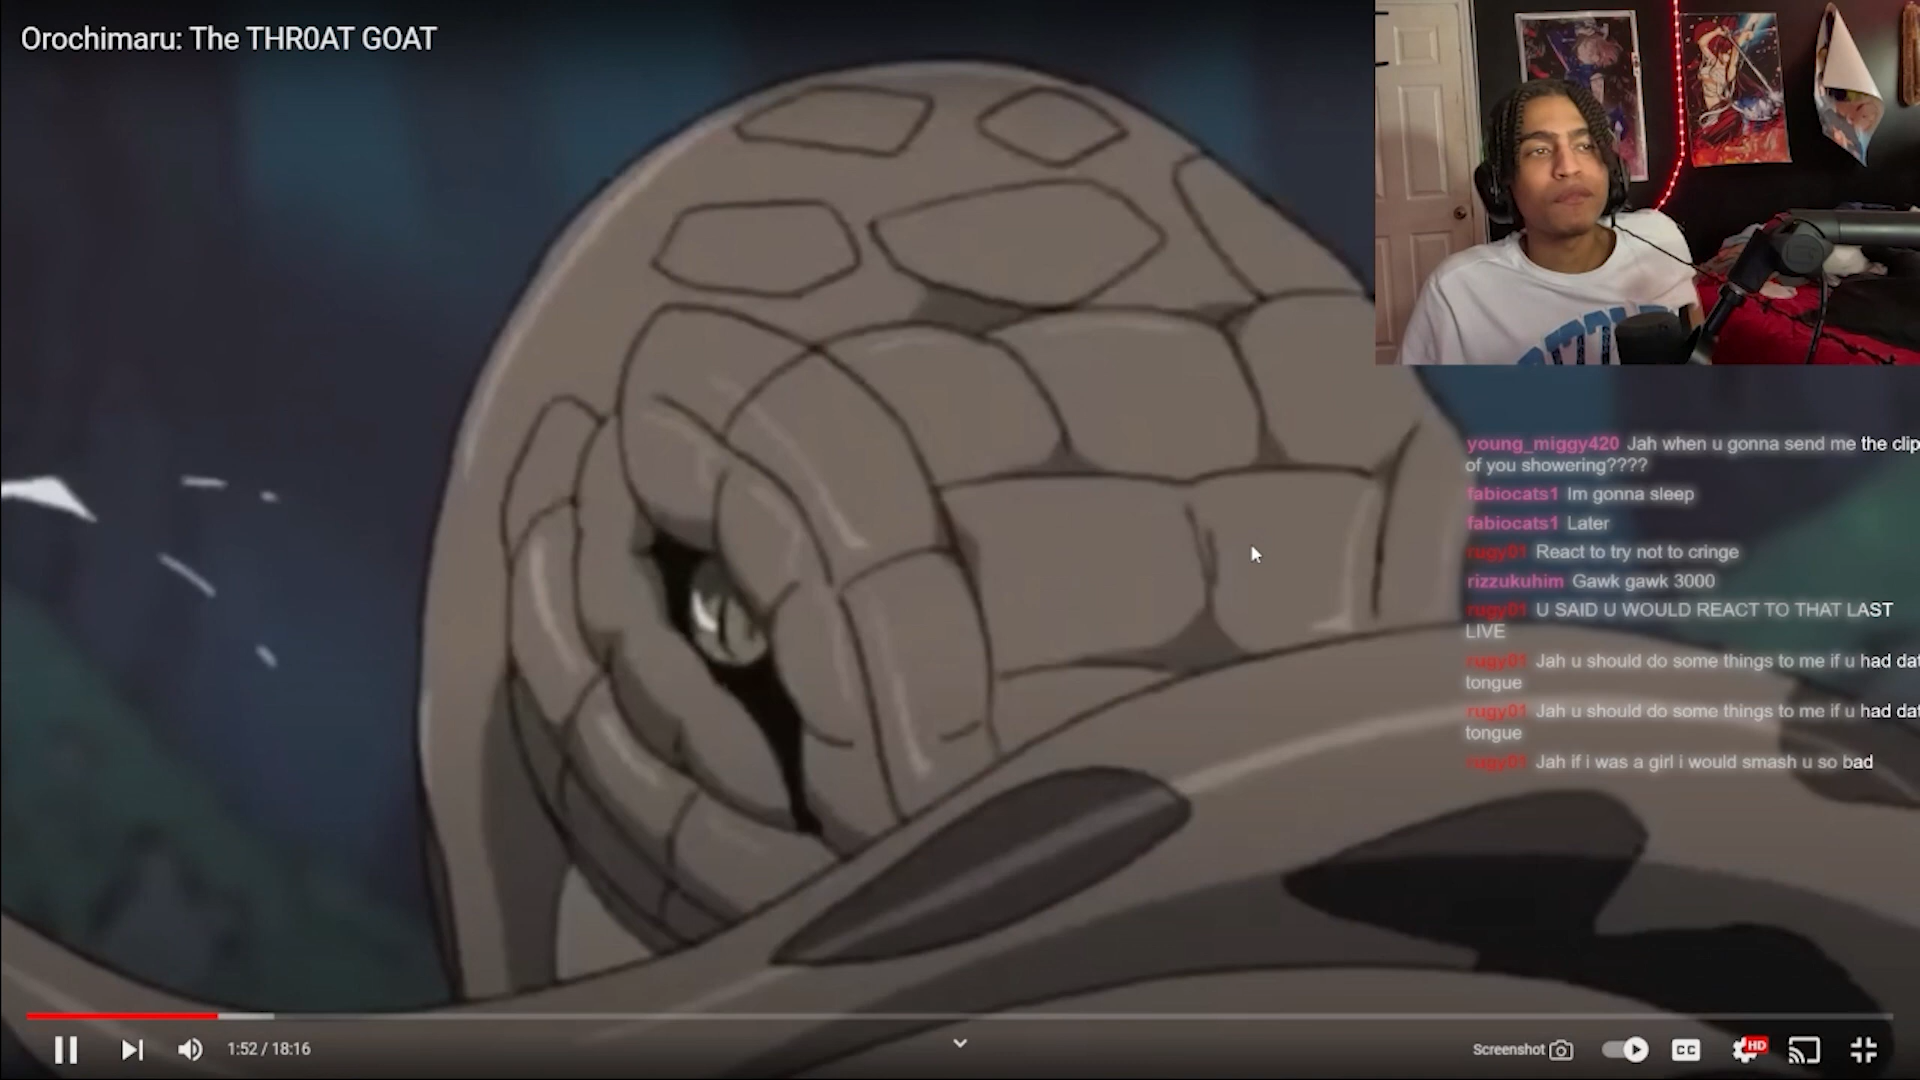 Orochimaru: The THR0AT GOAT
young_miggy420 Jah when u gonna send me the clip
of you showering????
fabiocats1 Im gonna sleep
fabiocats1 Later
rugy01 React to try not to cringe
rizzukuhim Gawk gawk 3000
rugy01 U SAID U WOULD REACT TO THAT LAST
LIVE
rugy01 Jah u should do some things to me if u had dat
tongue
rugy01 Jah u should do some things to me if u had dat
tongue
rugy01 Jah if i was a girl i would smash u so bad
1:52 / 18:16
Screenshot
CC
HD